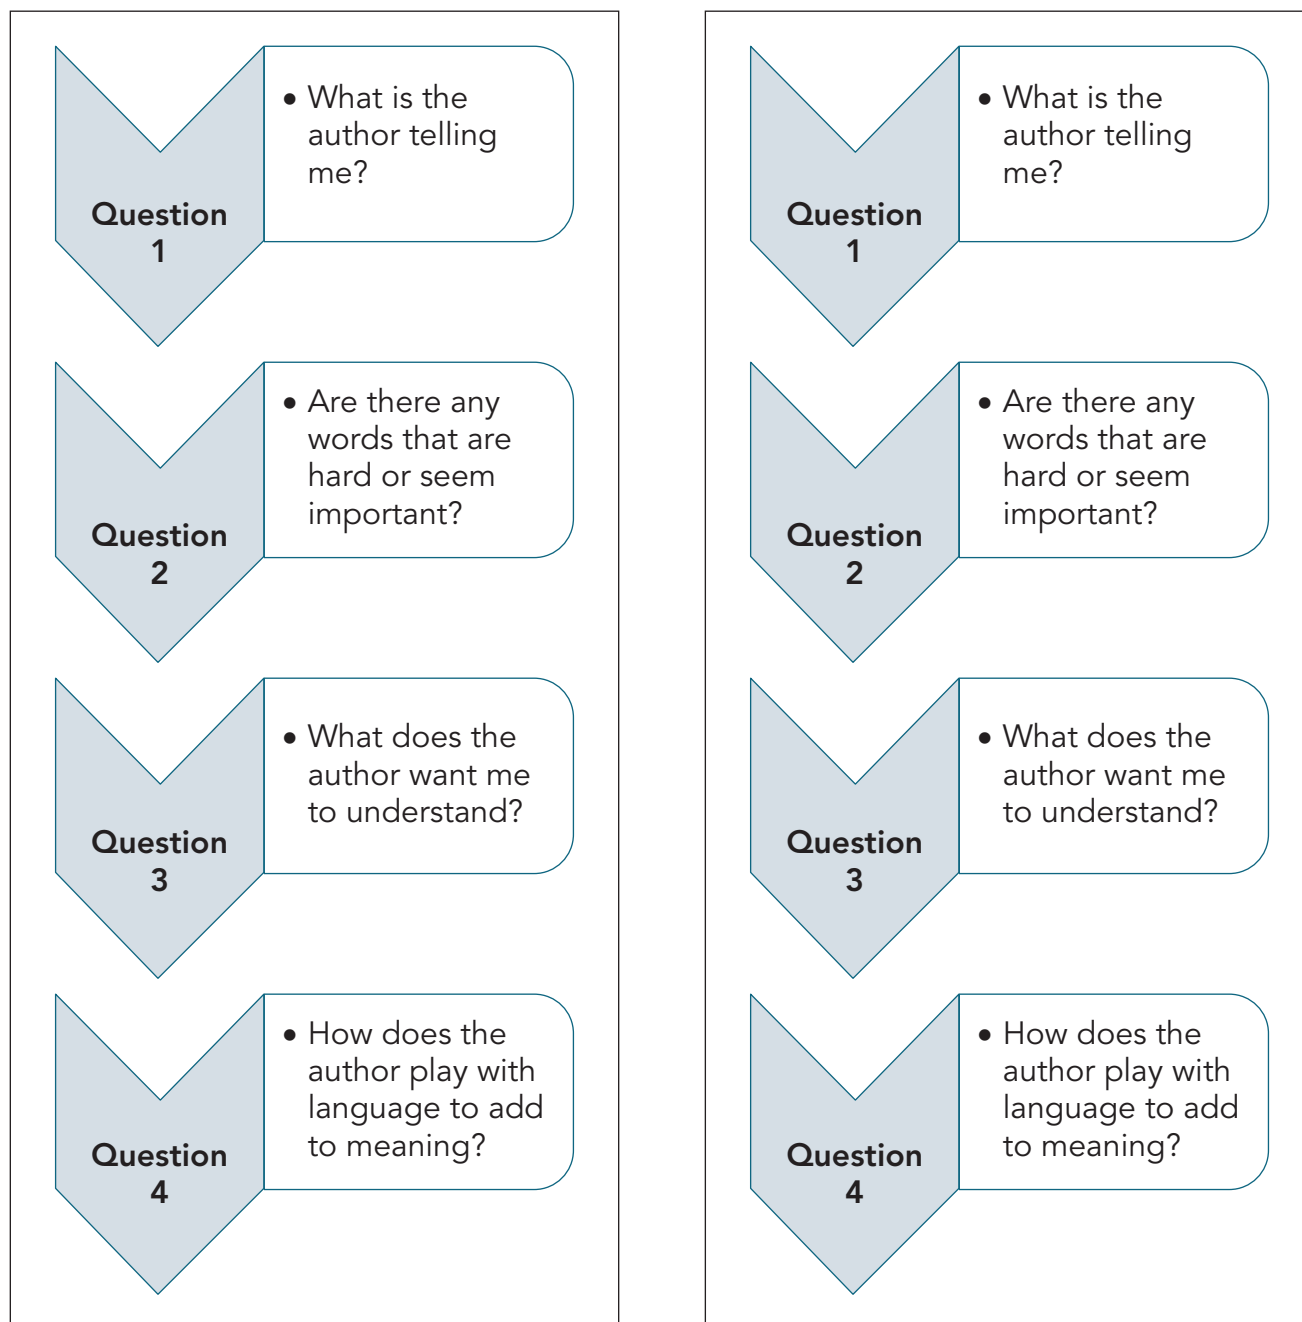 • What is the
author telling
me?
Question
1
• Are there any
words that are
hard or seem
important?
Question
2
• What does the
author want me
to understand?
Question
3
• How does the
author play with
language to add
to meaning?
Question
4
• What is the
author telling
me?
Question
1
• Are there any
words that are
hard or seem
important?
Question
2
• What does the
author want me
to understand?
Question
3
• How does the
author play with
language to add
to meaning?
Question
4